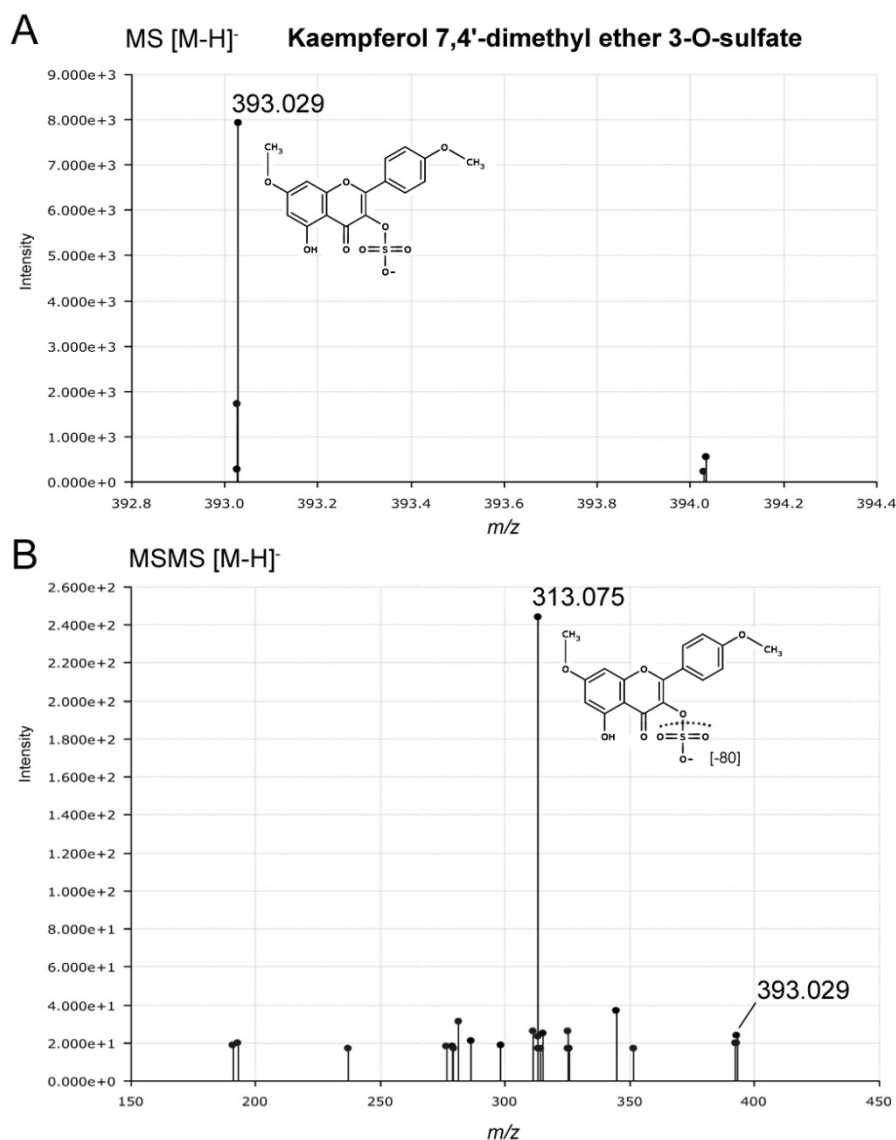 A
MS [M-H]- Kaempferol 7,4'-dimethyl ether 3-O-sulfate
9.000e+3
8.000e+3
7.000e+3
6.000e+3
5.000e+3
4.000e+3
3.000e+3
2.000e+3
1.000e+3
0.000e+0
Intensity
393.029
CH3
O
O
O
CH3
O
OH
O
O=S=O
O-
392.8 393.0 393.2 393.4 393.6 393.8 394.0 394.2 394.4
m/z
B
MSMS [M-H]-
2.600e+2
2.400e+2
2.200e+2
2.000e+2
1.800e+2
1.600e+2
1.400e+2
1.200e+2
1.000e+2
8.000e+1
6.000e+1
4.000e+1
2.000e+1
0.000e+0
Intensity
313.075
CH3
O
O
O
CH3
O
OH
O
O=S=O
O- [-80]
393.029
150 200 250 300 350 400 450
m/z